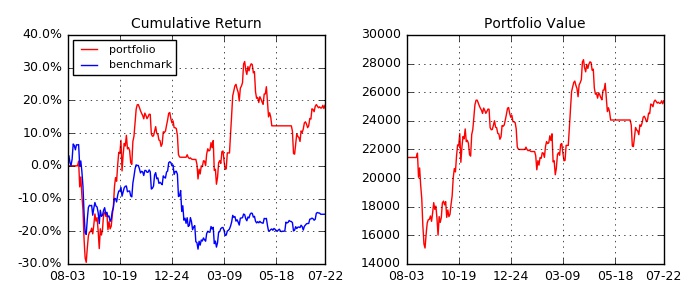 Cumulative Return
40.0%
30.0%
20.0%
10.0%
0.0%
-10.0%
-20.0%
-30.0%
portfolio
benchmark
08-03 10-19 12-24 03-09 05-18 07-22
Portfolio Value
30000
28000
26000
24000
22000
20000
18000
16000
14000
08-03 10-19 12-24 03-09 05-18 07-22